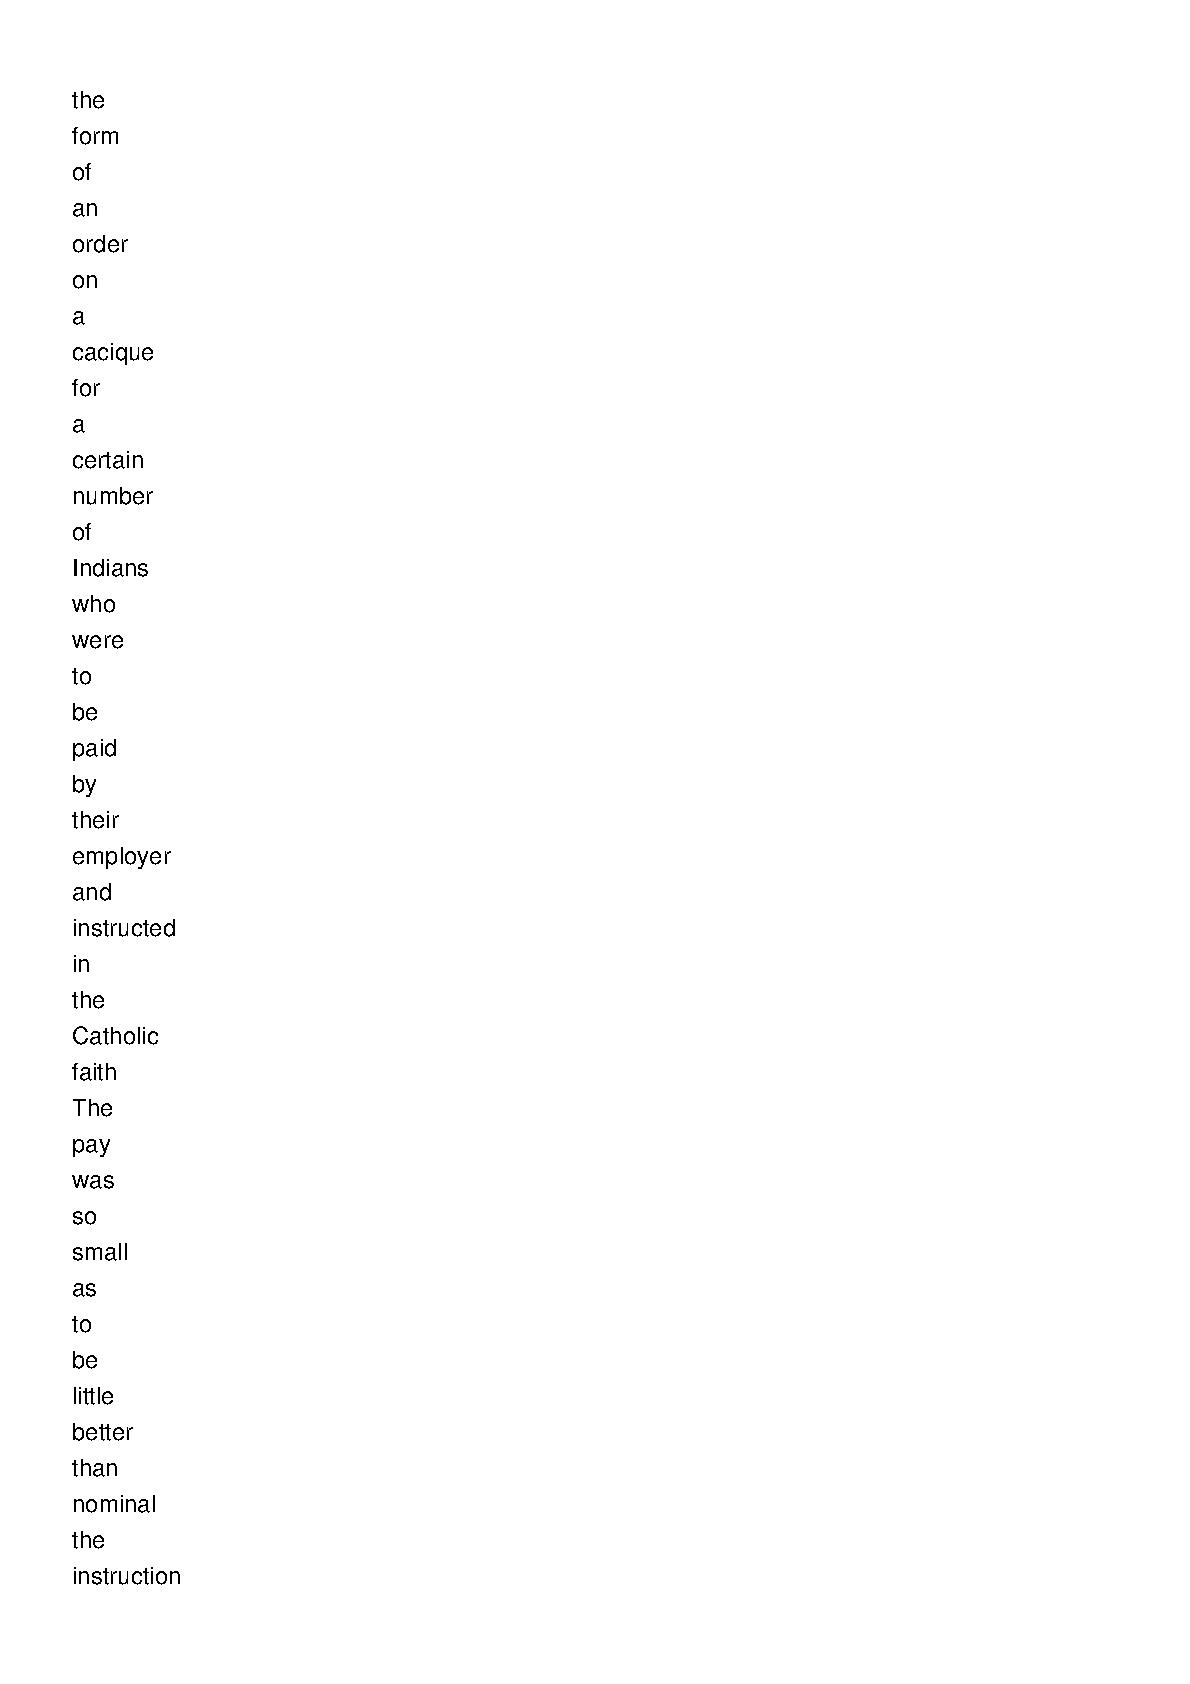 the
form
of
an
order
on
a
cacique
for
a
certain
number
of
Indians
who
were
to
be
paid
by
their
employer
and
instructed
in
the
Catholic
faith
The
pay
was
so
small
as
to
be
little
better
than
nominal
the
instruction